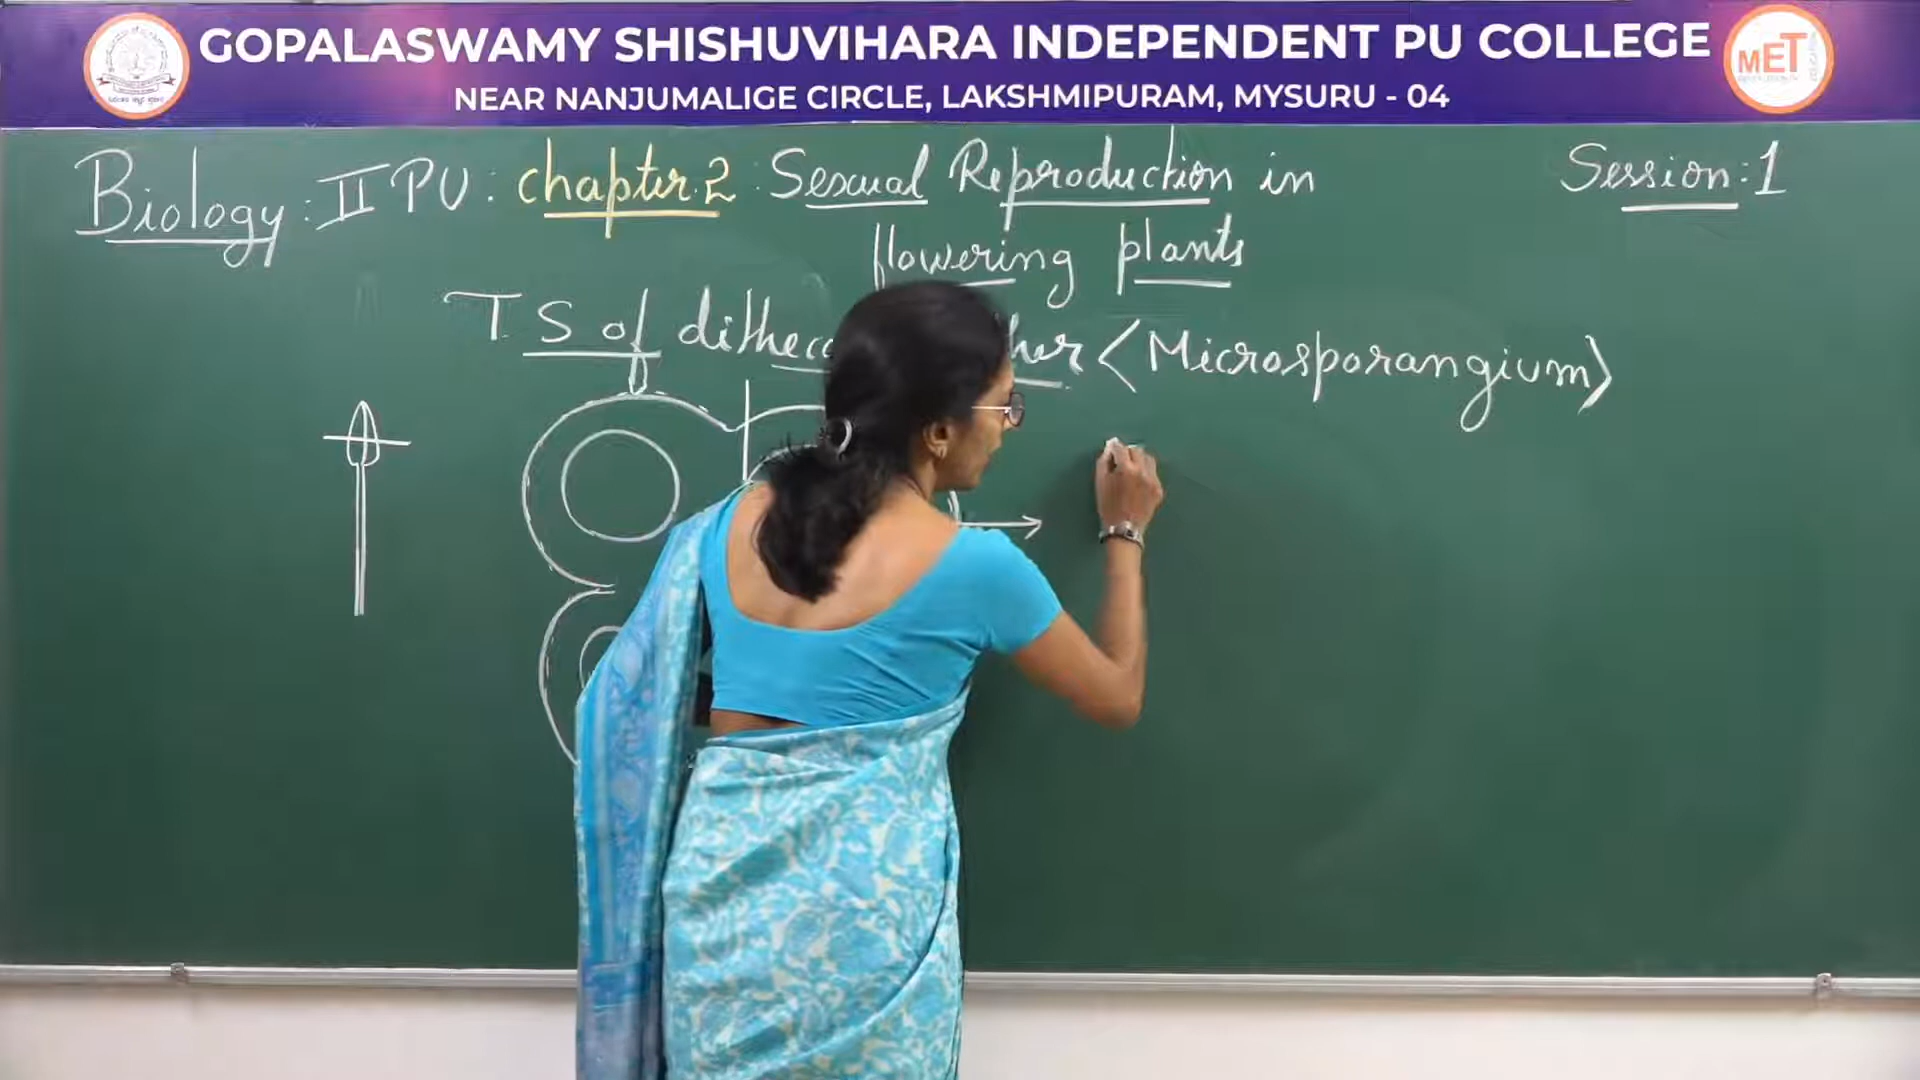 GOPALASWAMY SHISHUVIHARA INDEPENDENT PU COLLEGE
NEAR NANJUMALIGE CIRCLE, LAKSHMIPURAM, MYSURU - 04
MET
Biology: II PU: chapter.2: Sexual Reproduction in
flowering plants
Session: 1
TS of <Microsporangium>